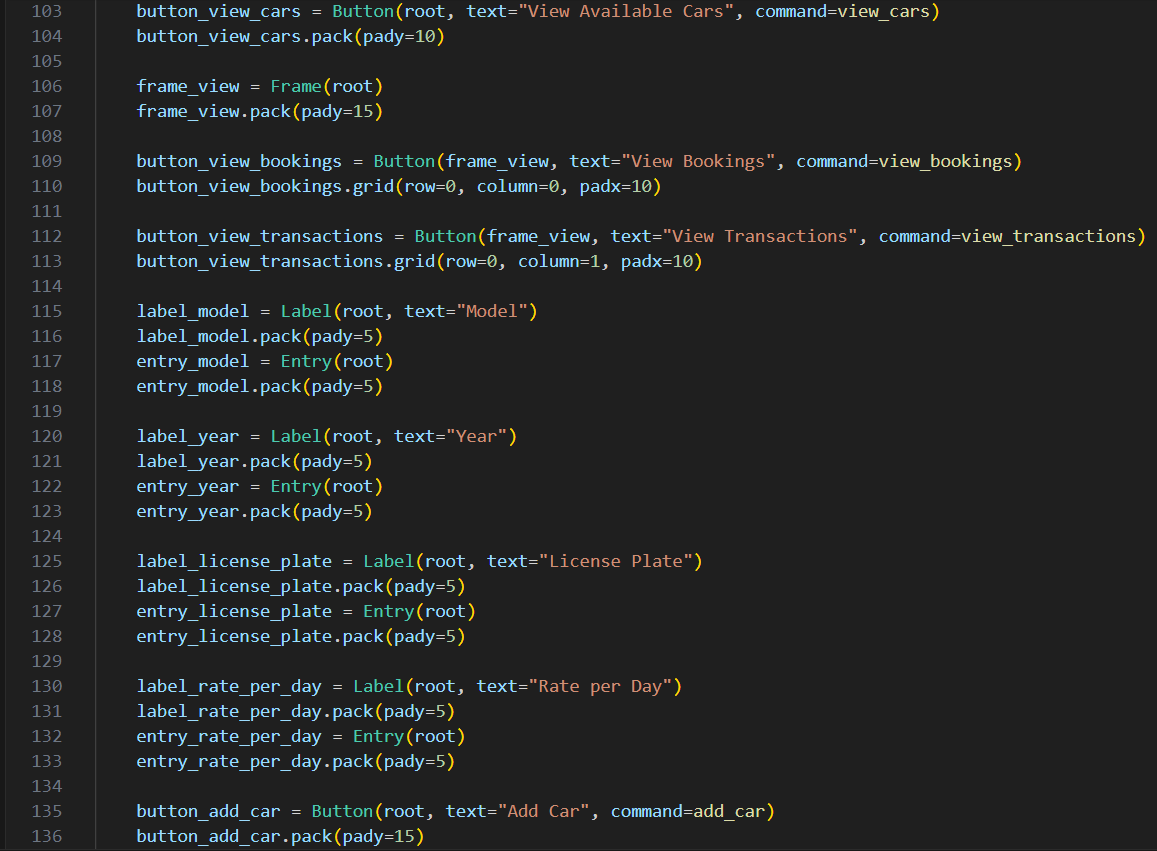 103 button_view_cars = Button(root, text="View Available Cars", command=view_cars)
104 button_view_cars.pack(pady=10)
105
106 frame_view = Frame(root)
107 frame_view.pack(pady=15)
108
109 button_view_bookings = Button(frame_view, text="View Bookings", command=view_bookings)
110 button_view_bookings.grid(row=0, column=0, padx=10)
111
112 button_view_transactions = Button(frame_view, text="View Transactions", command=view_transactions)
113 button_view_transactions.grid(row=0, column=1, padx=10)
114
115 label_model = Label(root, text="Model")
116 label_model.pack(pady=5)
117 entry_model = Entry(root)
118 entry_model.pack(pady=5)
119
120 label_year = Label(root, text="Year")
121 label_year.pack(pady=5)
122 entry_year = Entry(root)
123 entry_year.pack(pady=5)
124
125 label_license_plate = Label(root, text="License Plate")
126 label_license_plate.pack(pady=5)
127 entry_license_plate = Entry(root)
128 entry_license_plate.pack(pady=5)
129
130 label_rate_per_day = Label(root, text="Rate per Day")
131 label_rate_per_day.pack(pady=5)
132 entry_rate_per_day = Entry(root)
133 entry_rate_per_day.pack(pady=5)
134
135 button_add_car = Button(root, text="Add Car", command=add_car)
136 button_add_car.pack(pady=15)